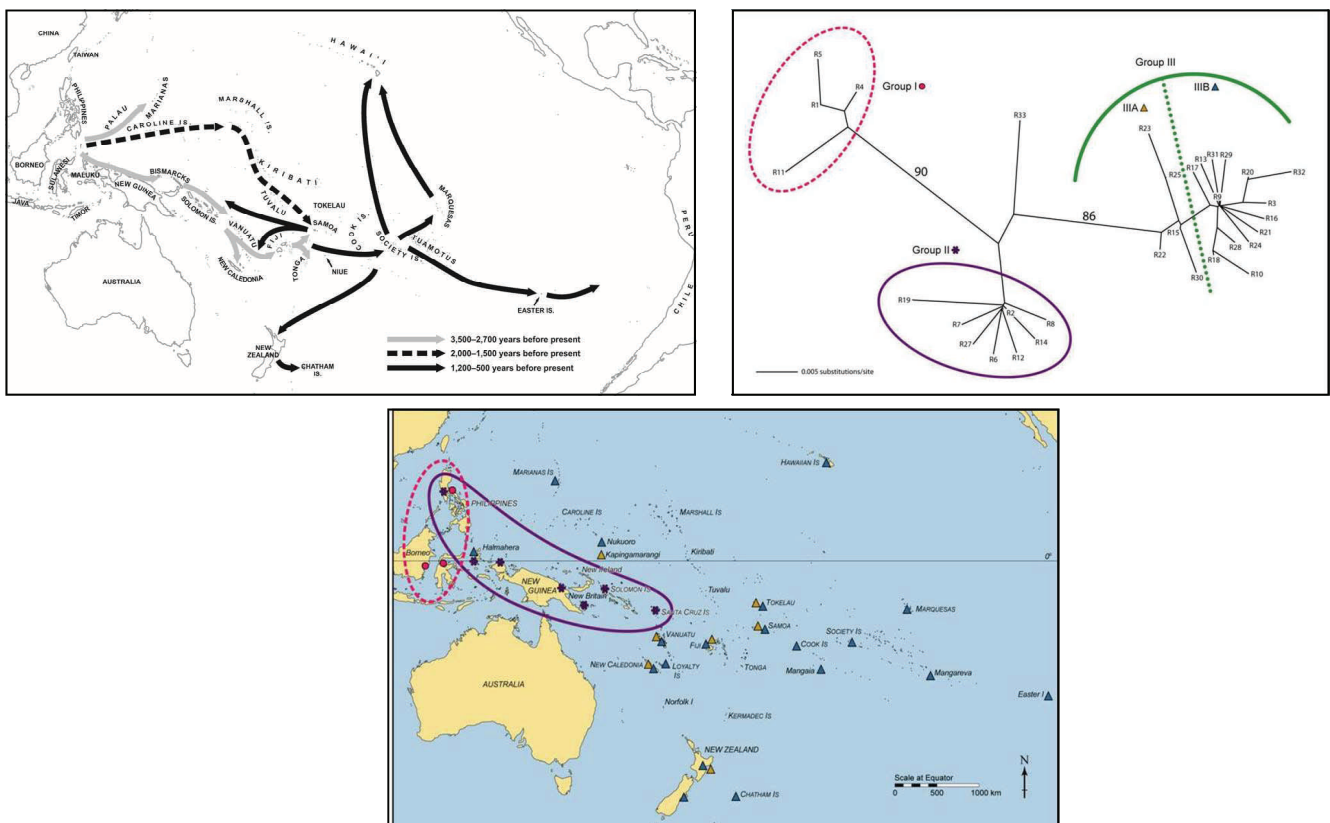 CHINA
TAIWAN
PHILIPPINES
PALAU
MARIANAS
CAROLINE IS.
MARSHALL IS.
HAWAI‘I
BORNEO
SULAWESI
MALUKU
NEW GUINEA
BISMARCKS
JAVA
TIMOR
SOLOMON IS.
KIRIBATI
TUVALU
TOKELAU
SAMOA
VANUATU
FIJI
TONGA
NEW CALEDONIA
NIUE
COCK IS.
SOCIETY IS.
TUAMOTUS
MARQUESAS
AUSTRALIA
EASTER IS.
PERU
CHILE
NEW
ZEALAND
CHATHAM
IS.
3,500–2,700 years before present
2,000–1,500 years before present
1,200–500 years before present
R5
R4
R1
R11
Group I
90
R33
Group III
IIIA
IIIB
R23
R25
R17
R13
R31
R29
R9
R20
R32
R3
R16
R21
R24
R28
R10
R18
R15
R22
R30
86
Group II
R19
R7
R27
R6
R2
R12
R14
R8
0.005 substitutions/site
MARIANAS IS
HAWAIIAN IS
PHILIPPINES
CAROLINE IS
MARSHALL IS
Borneo
Halmahera
Nukuoro
Kapingamarangi
Kiribati
0°
NEW
GUINEA
New Ireland
New Britain
SOLOMON IS
SANTA CRUZ IS
Tuvalu
TOKELAU
MARQUESAS
VANUATU
FIJI
SAMOA
COOK IS
SOCIETY IS
NEW CALEDONIA
LOYALTY
IS
TONGA
Mangaia
Mangareva
AUSTRALIA
Norfolk I
KERMADEC IS
Easter I
NEW ZEALAND
CHATHAM IS
Scale at Equator
0 500 1000 km
N